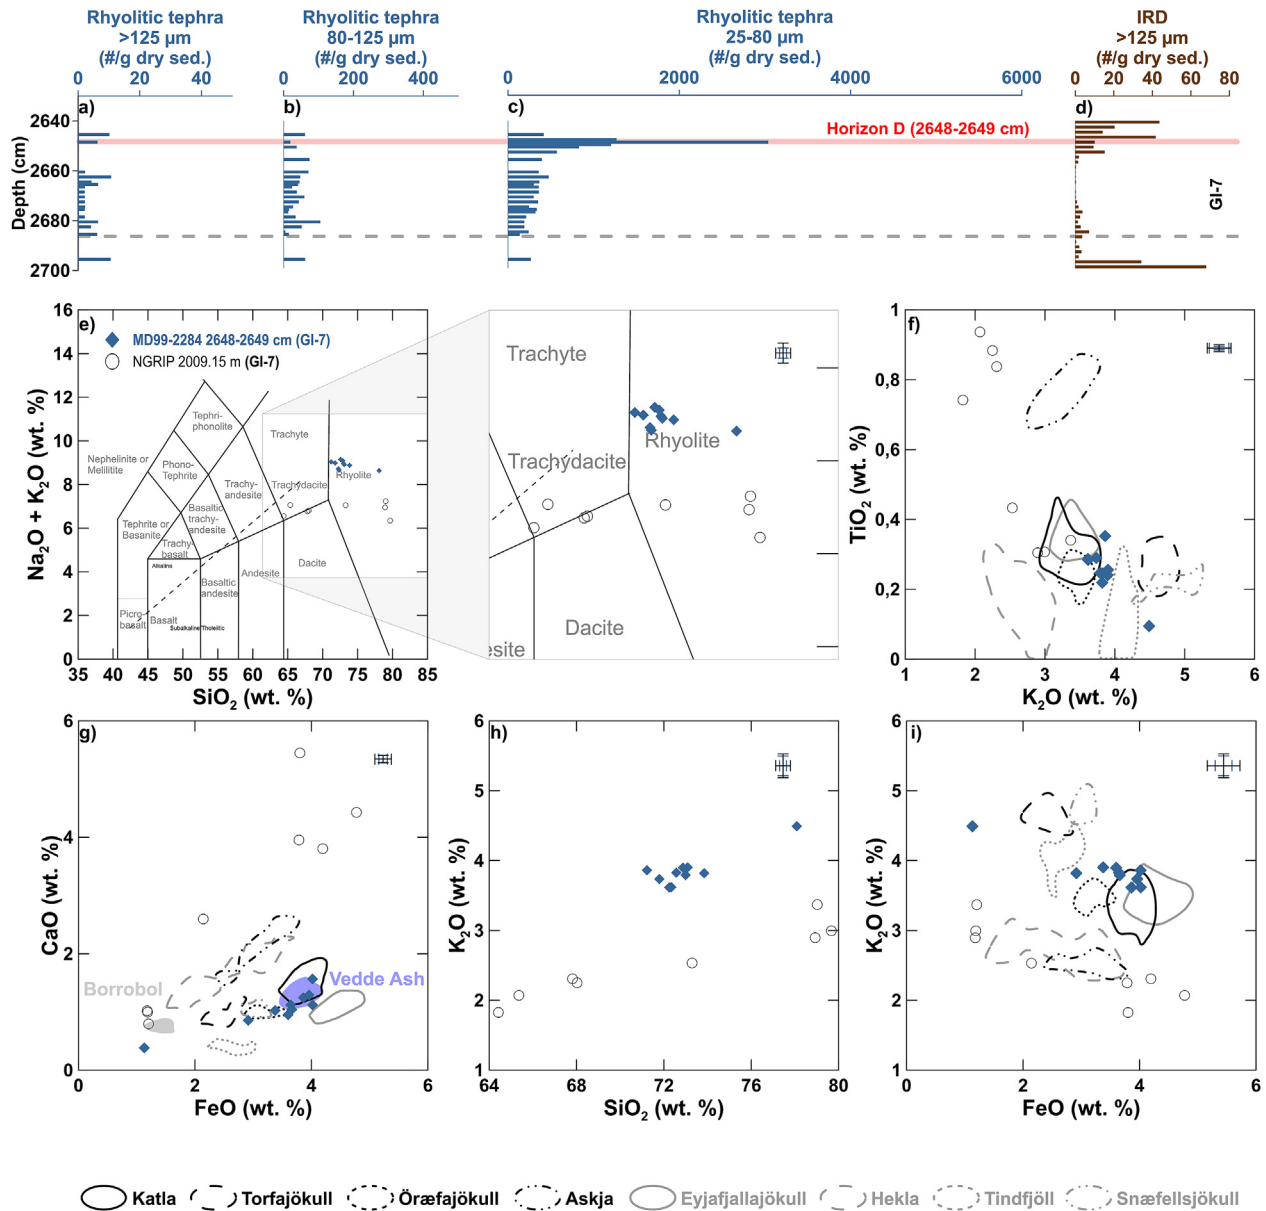 Rhyolitic tephra
>125 µm
(#/g dry sed.)
0 20 40
Rhyolitic tephra
80-125 µm
(#/g dry sed.)
0 200 400
Rhyolitic tephra
25-80 µm
(#/g dry sed.)
0 2000 4000 6000
IRD
>125 µm
(#/g dry sed.)
0 20 40 60 80
a)
b)
c)
d)
Horizon D (2648-2649 cm)
Depth (cm)
2640
2660
2680
2700
GI-7
e)
MD99-2284 2648-2649 cm (GI-7)
NGRIP 2009.15 m (GI-7)
Na2O + K2O (wt. %)
16
14
12
10
8
6
4
2
0
35 40 45 50 55 60 65 70 75 80 85
SiO2 (wt. %)
Tephri-
phonolite
Trachyte
Nephelinite or
Melilitite
Phono-
Tephrite
Trachy-
andesite
Trachydacite
Rhyolite
Basaltic
trachy-
andesite
Tephrite or
Basanite
Trachy-
basalt
Alkaline
Basaltic
andesite
Andesite
Dacite
Picro-
basalt
Basalt
Subalkaline/Tholeiitic
Trachyte
Rhyolite
Trachydacite
Dacite
esite
f)
TiO2 (wt. %)
1
0,8
0,6
0,4
0,2
0
1 2 3 4 5 6
K2O (wt. %)
g)
CaO (wt. %)
6
4
2
0
Borrobol
Vedde Ash
0 2 4 6
FeO (wt. %)
h)
K2O (wt. %)
6
5
4
3
2
1
64 68 72 76 80
SiO2 (wt. %)
i)
K2O (wt. %)
6
5
4
3
2
1
0 2 4 6
FeO (wt. %)
Katla Torfajökull Öræfajökull Askja Eyjafjallajökull Hekla Tindfjöll Snæfellsjökull